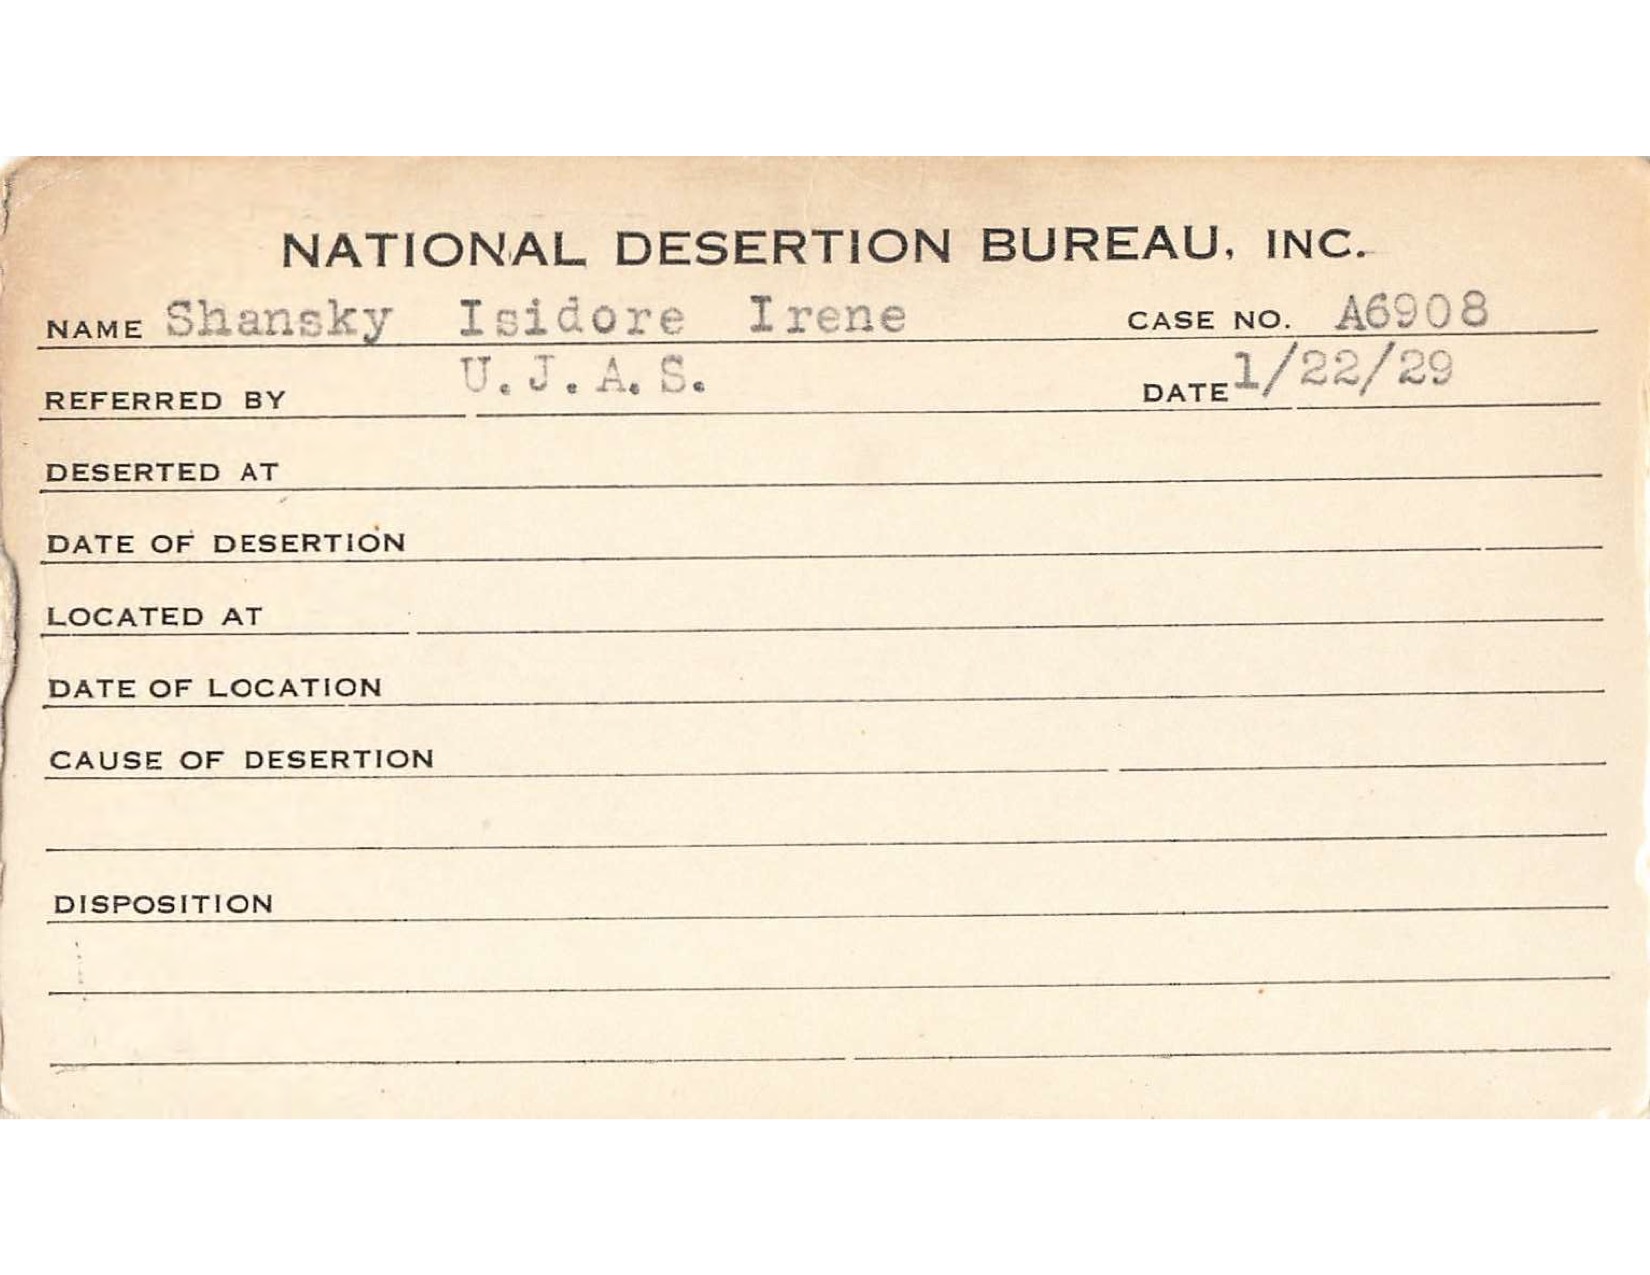 NATIONAL DESERTION BUREAU, INC.
NAME Shansky Isidore Irene CASE NO. A6908
REFERRED BY U.J.A.S. DATE 1/22/29
DESERTED AT
DATE OF DESERTION
LOCATED AT
DATE OF LOCATION
CAUSE OF DESERTION
DISPOSITION